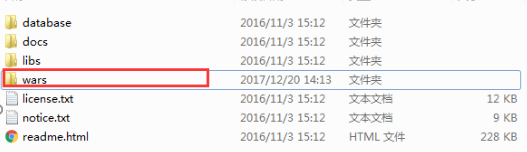 database 2016/11/3 15:12 文件夹
docs 2016/11/3 15:12 文件夹
libs 2016/11/3 15:12 文件夹
wars 2017/12/20 14:13 文件夹
license.txt 2016/11/3 15:12 文本文档 12 KB
notice.txt 2016/11/3 15:12 文本文档 9 KB
readme.html 2016/11/3 15:12 HTML 文件 228 KB